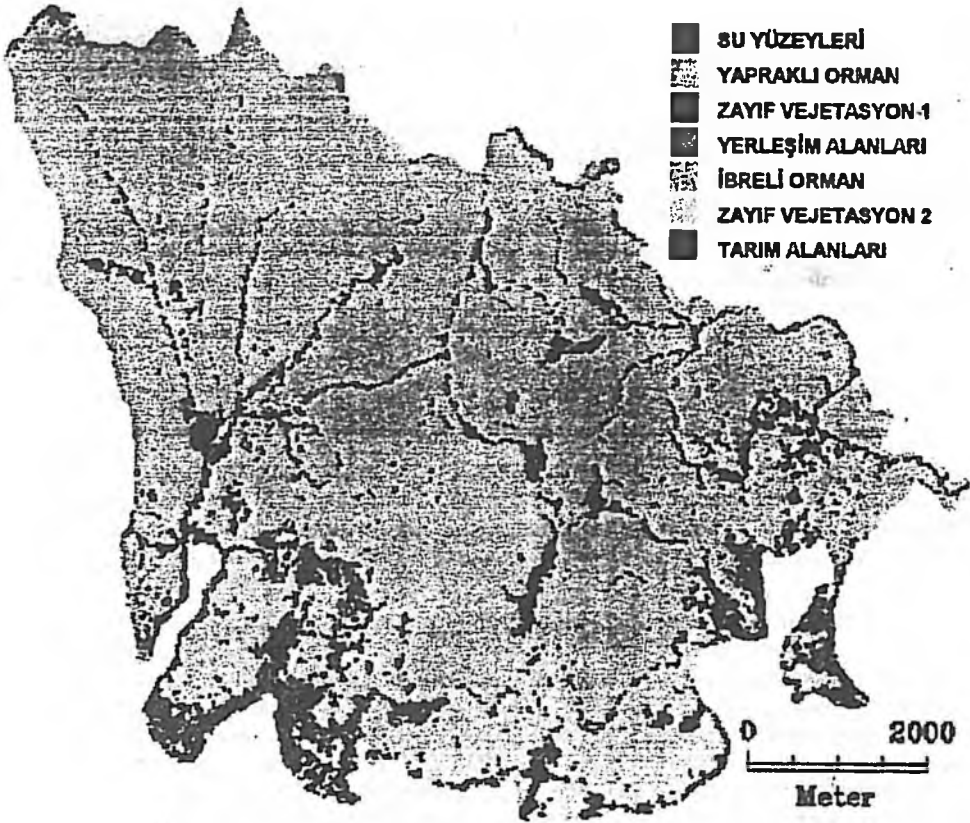 SU YÜZEYLERİ
YAPRAKLI ORMAN
ZAYIF VEJETASYON-1
YERLEŞİM ALANLARI
İBRELİ ORMAN
ZAYIF VEJETASYON 2
TARIM ALANLARI
0 2000
Meter